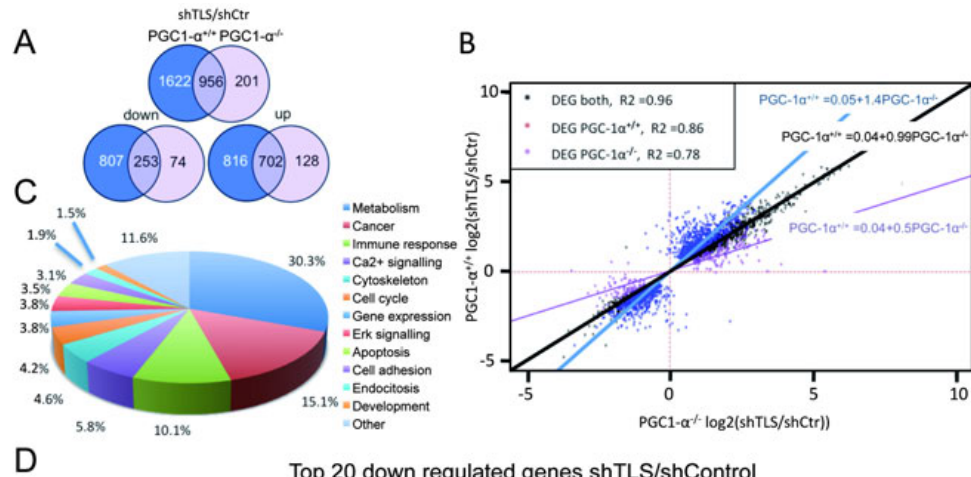 A
shTLS/shCtr
PGC1-α+/+ PGC1-α-/-
1622 956 201
down
up
807 253 74
816 702 128
B
10
5
0
-5
-5
0
5
10
PGC1-α+/+ log2(shTLS/shCtr)
PGC1-α-/- log2(shTLS/shCtr))
DEG both, R2 =0.96
DEG PGC-1α+/+, R2 =0.86
DEG PGC-1α-/-, R2 =0.78
PGC-1α+/+ =0.05+1.4PGC-1α-/-
PGC-1α+/+ =0.04+0.99PGC-1α-/-
PGC-1α+/+ =0.04+0.5PGC-1α-/-
C
1.5%
1.9%
3.1%
3.5%
3.8%
3.8%
4.2%
4.6%
5.8%
10.1%
15.1%
30.3%
11.6%
Metabolism
Cancer
Immune response
Ca2+ signalling
Cytoskeleton
Cell cycle
Gene expression
Erk signalling
Apoptosis
Cell adhesion
Endocitosis
Development
Other
D
Top 20 down regulated genes shTLS/shControl